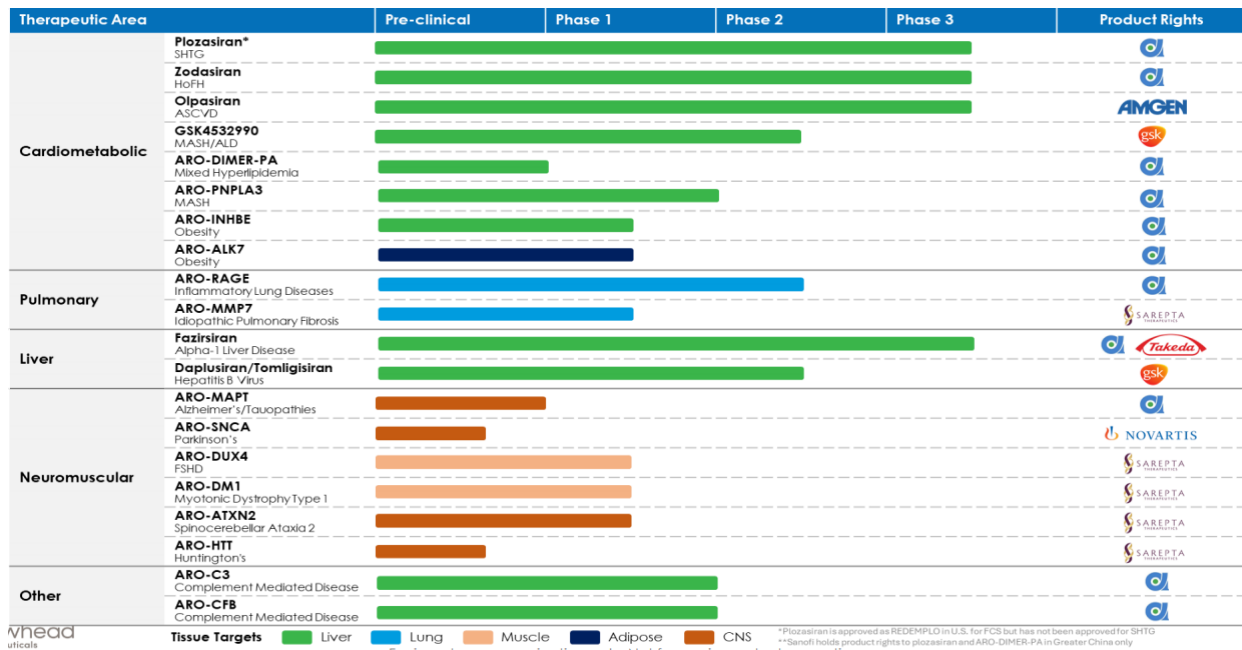 Therapeutic Area Pre-clinical Phase 1 Phase 2 Phase 3 Product Rights
Cardiometabolic
Plozasiran*
SHTG
Zodasiran
HoFH
Olpasiran
ASCVD
AMGEN
GSK4532990
MASH/ALD
gsk
ARO-DIMER-PA
Mixed Hyperlipidemia
ARO-PNPLA3
MASH
ARO-INHBE
Obesity
ARO-ALK7
Obesity
Pulmonary
ARO-RAGE
Inflammatory Lung Diseases
ARO-MMP7
Idiopathic Pulmonary Fibrosis
SAREPTA
THERAPEUTICS
Liver
Fazirsiran
Alpha-1 Liver Disease
Takeda
Daplusiran/Tomligisiran
Hepatitis B Virus
gsk
Neuromuscular
ARO-MAPT
Alzheimer's/Tauopathies
ARO-SNCA
Parkinson's
NOVARTIS
ARO-DUX4
FSHD
SAREPTA
THERAPEUTICS
ARO-DM1
Myotonic Dystrophy Type 1
SAREPTA
THERAPEUTICS
ARO-ATXN2
Spinocerebellar Ataxia 2
SAREPTA
THERAPEUTICS
ARO-HTT
Huntington's
SAREPTA
THERAPEUTICS
Other
ARO-C3
Complement Mediated Disease
ARO-CFB
Complement Mediated Disease
whead
uticals
Tissue Targets Liver Lung Muscle Adipose CNS
*Plozasiran is approved as REDEMPLO in U.S. for FCS but has not been approved for SHTG
**Sanofi holds product rights to plozasiran and ARO-DIMER-PA in Greater China only